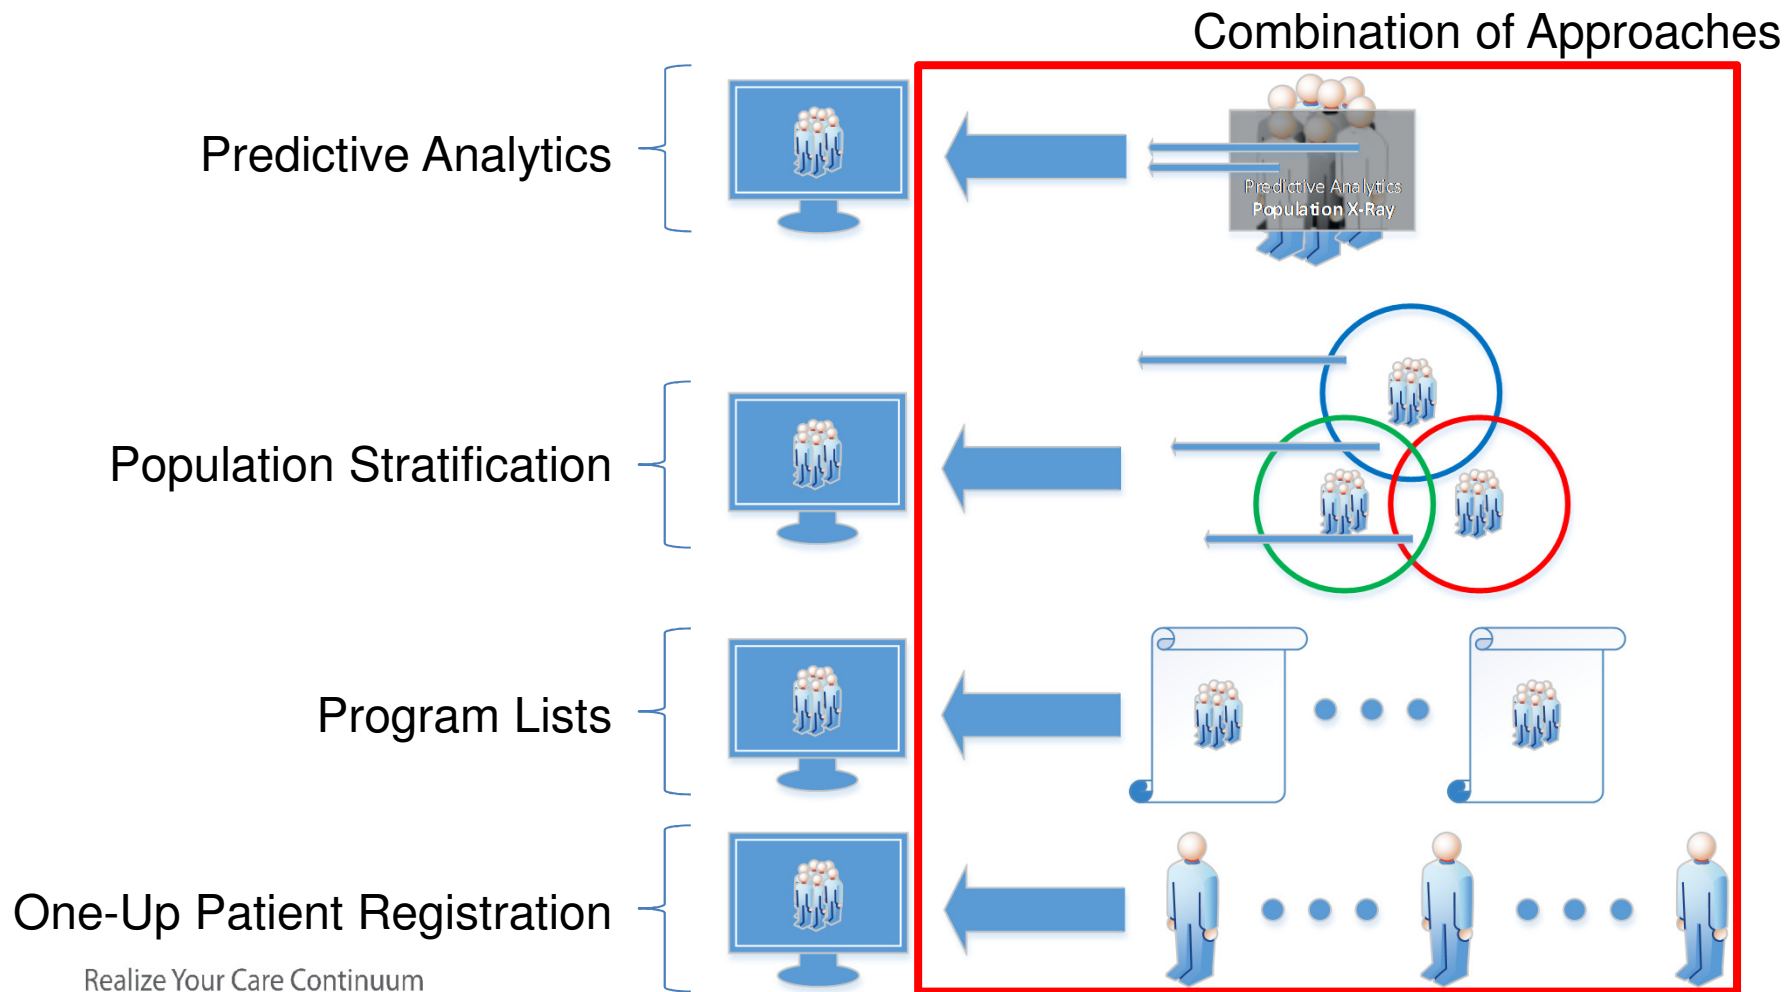 Combination of Approaches
Predictive Analytics
Predictive Analytics
Population X-Ray
Population Stratification
Program Lists
One-Up Patient Registration
Realize Your Care Continuum